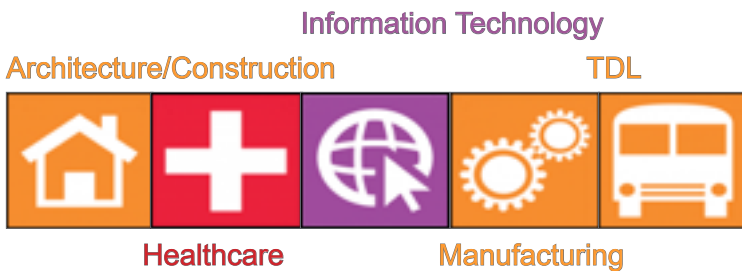 Information Technology
Architecture/Construction TDL
Healthcare Manufacturing